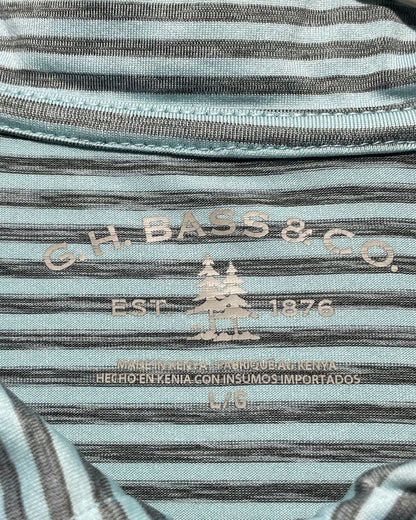 G.H. BASS & CO.
EST 1876
MADE IN KENYA / FABRIQUÉ AU KENYA
HECHO EN KENIA CON INSUMOS IMPORTADOS
L/G